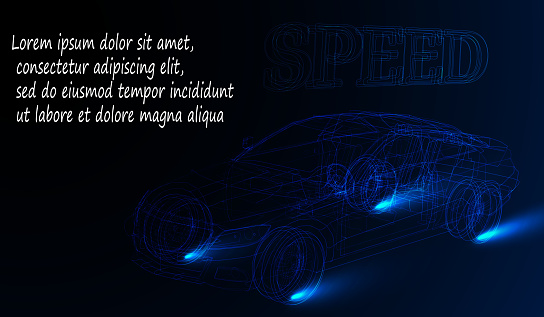 Lorem ipsum dolor sit amet,
consectetur adipiscing elit,
sed do eiusmod tempor incididunt
ut labore et dolore magna aliqua
SPEED